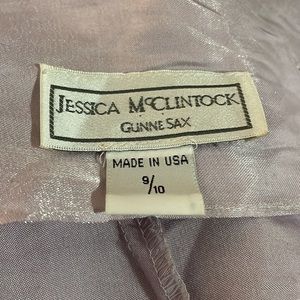 JESSICA McCLINTOCK
GUNNE SAX
MADE IN USA
9/10